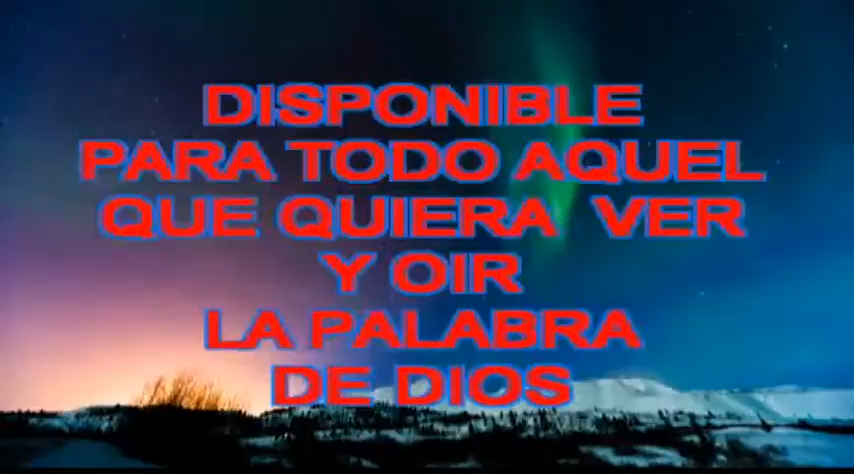 DISPONIBLE
PARA TODO AQUEL
QUE QUIERA VER
Y OIR
LA PALABRA
DE DIOS